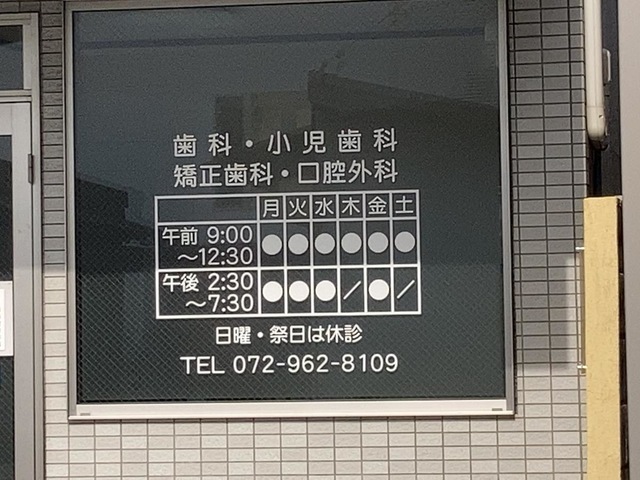 歯科・小児歯科
矯正歯科・口腔外科
月 火 水 木 金 土
午前 9:00 ● ● ● ● ● ●
～12:30
午後 2:30 ● ● ● ／ ● ／
～7:30
日曜・祭日は休診
TEL 072-962-8109